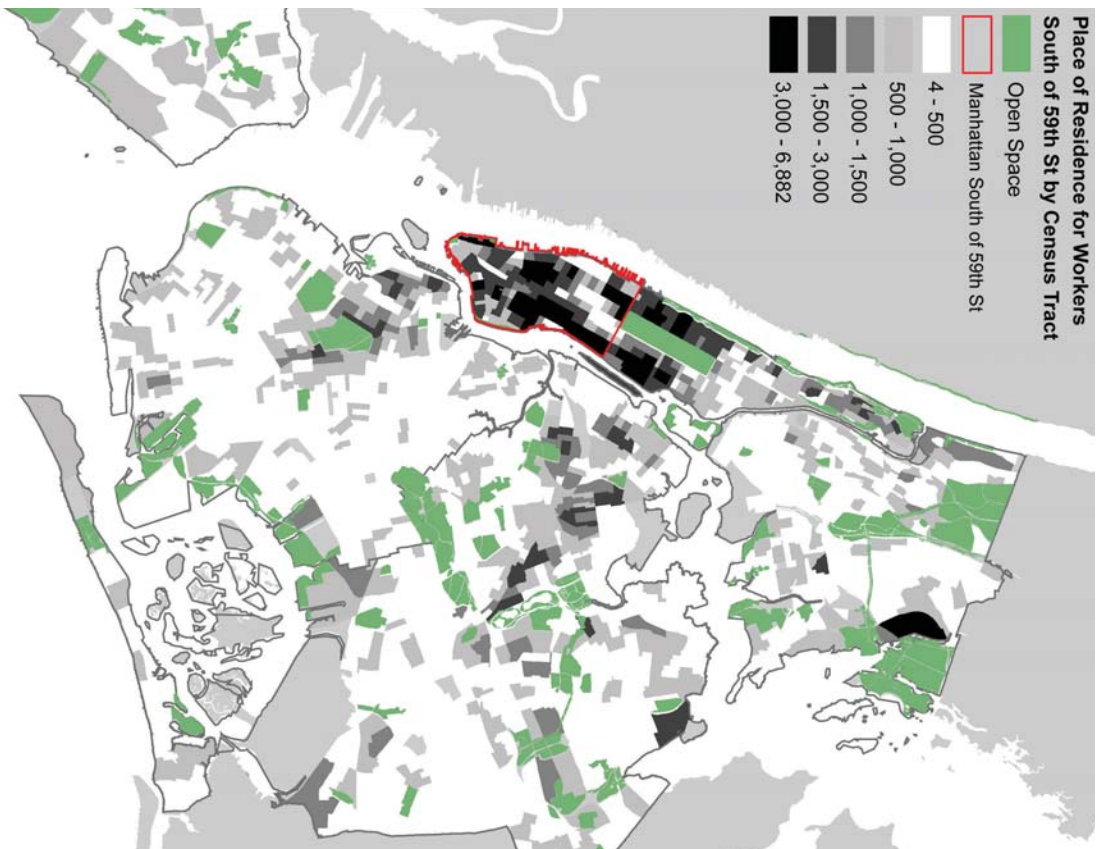 Place of Residence for Workers
South of 59th St by Census Tract
Open Space
Manhattan South of 59th St
4 - 500
500 - 1,000
1,000 - 1,500
1,500 - 3,000
3,000 - 6,882